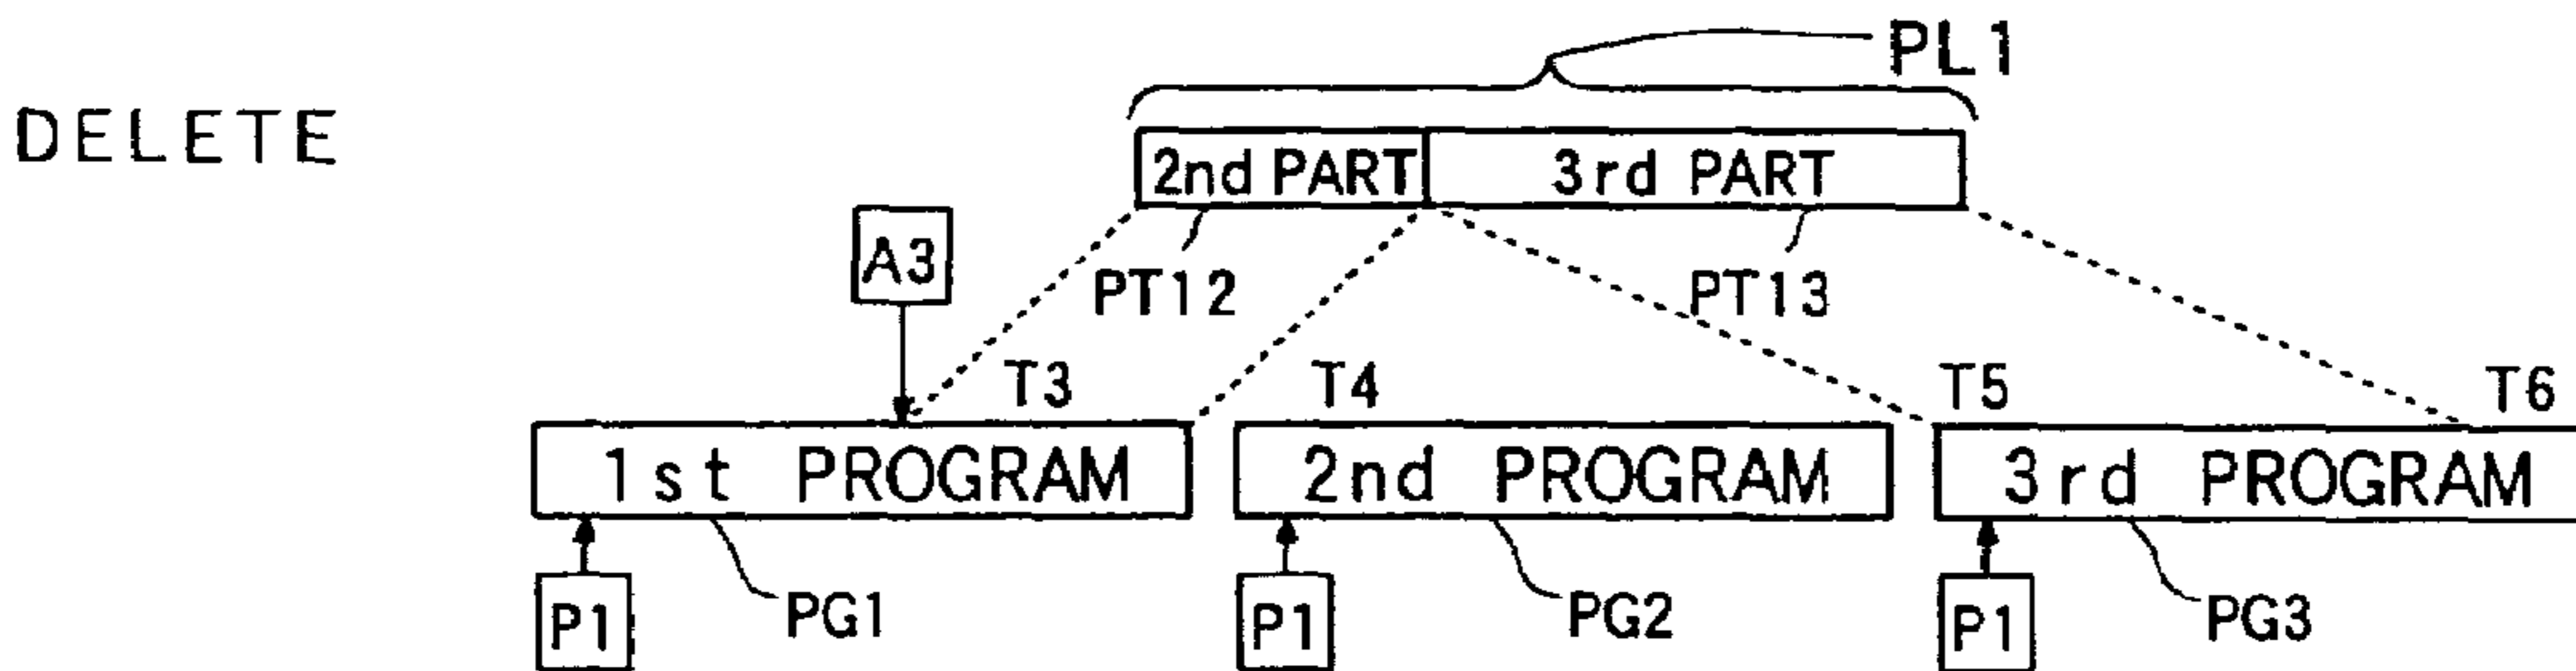 PL1
DELETE
2nd PART 3rd PART
A3
PT12 PT13
T3 T4 T5 T6
1st PROGRAM 2nd PROGRAM 3rd PROGRAM
P1 PG1 P1 PG2 P1 PG3